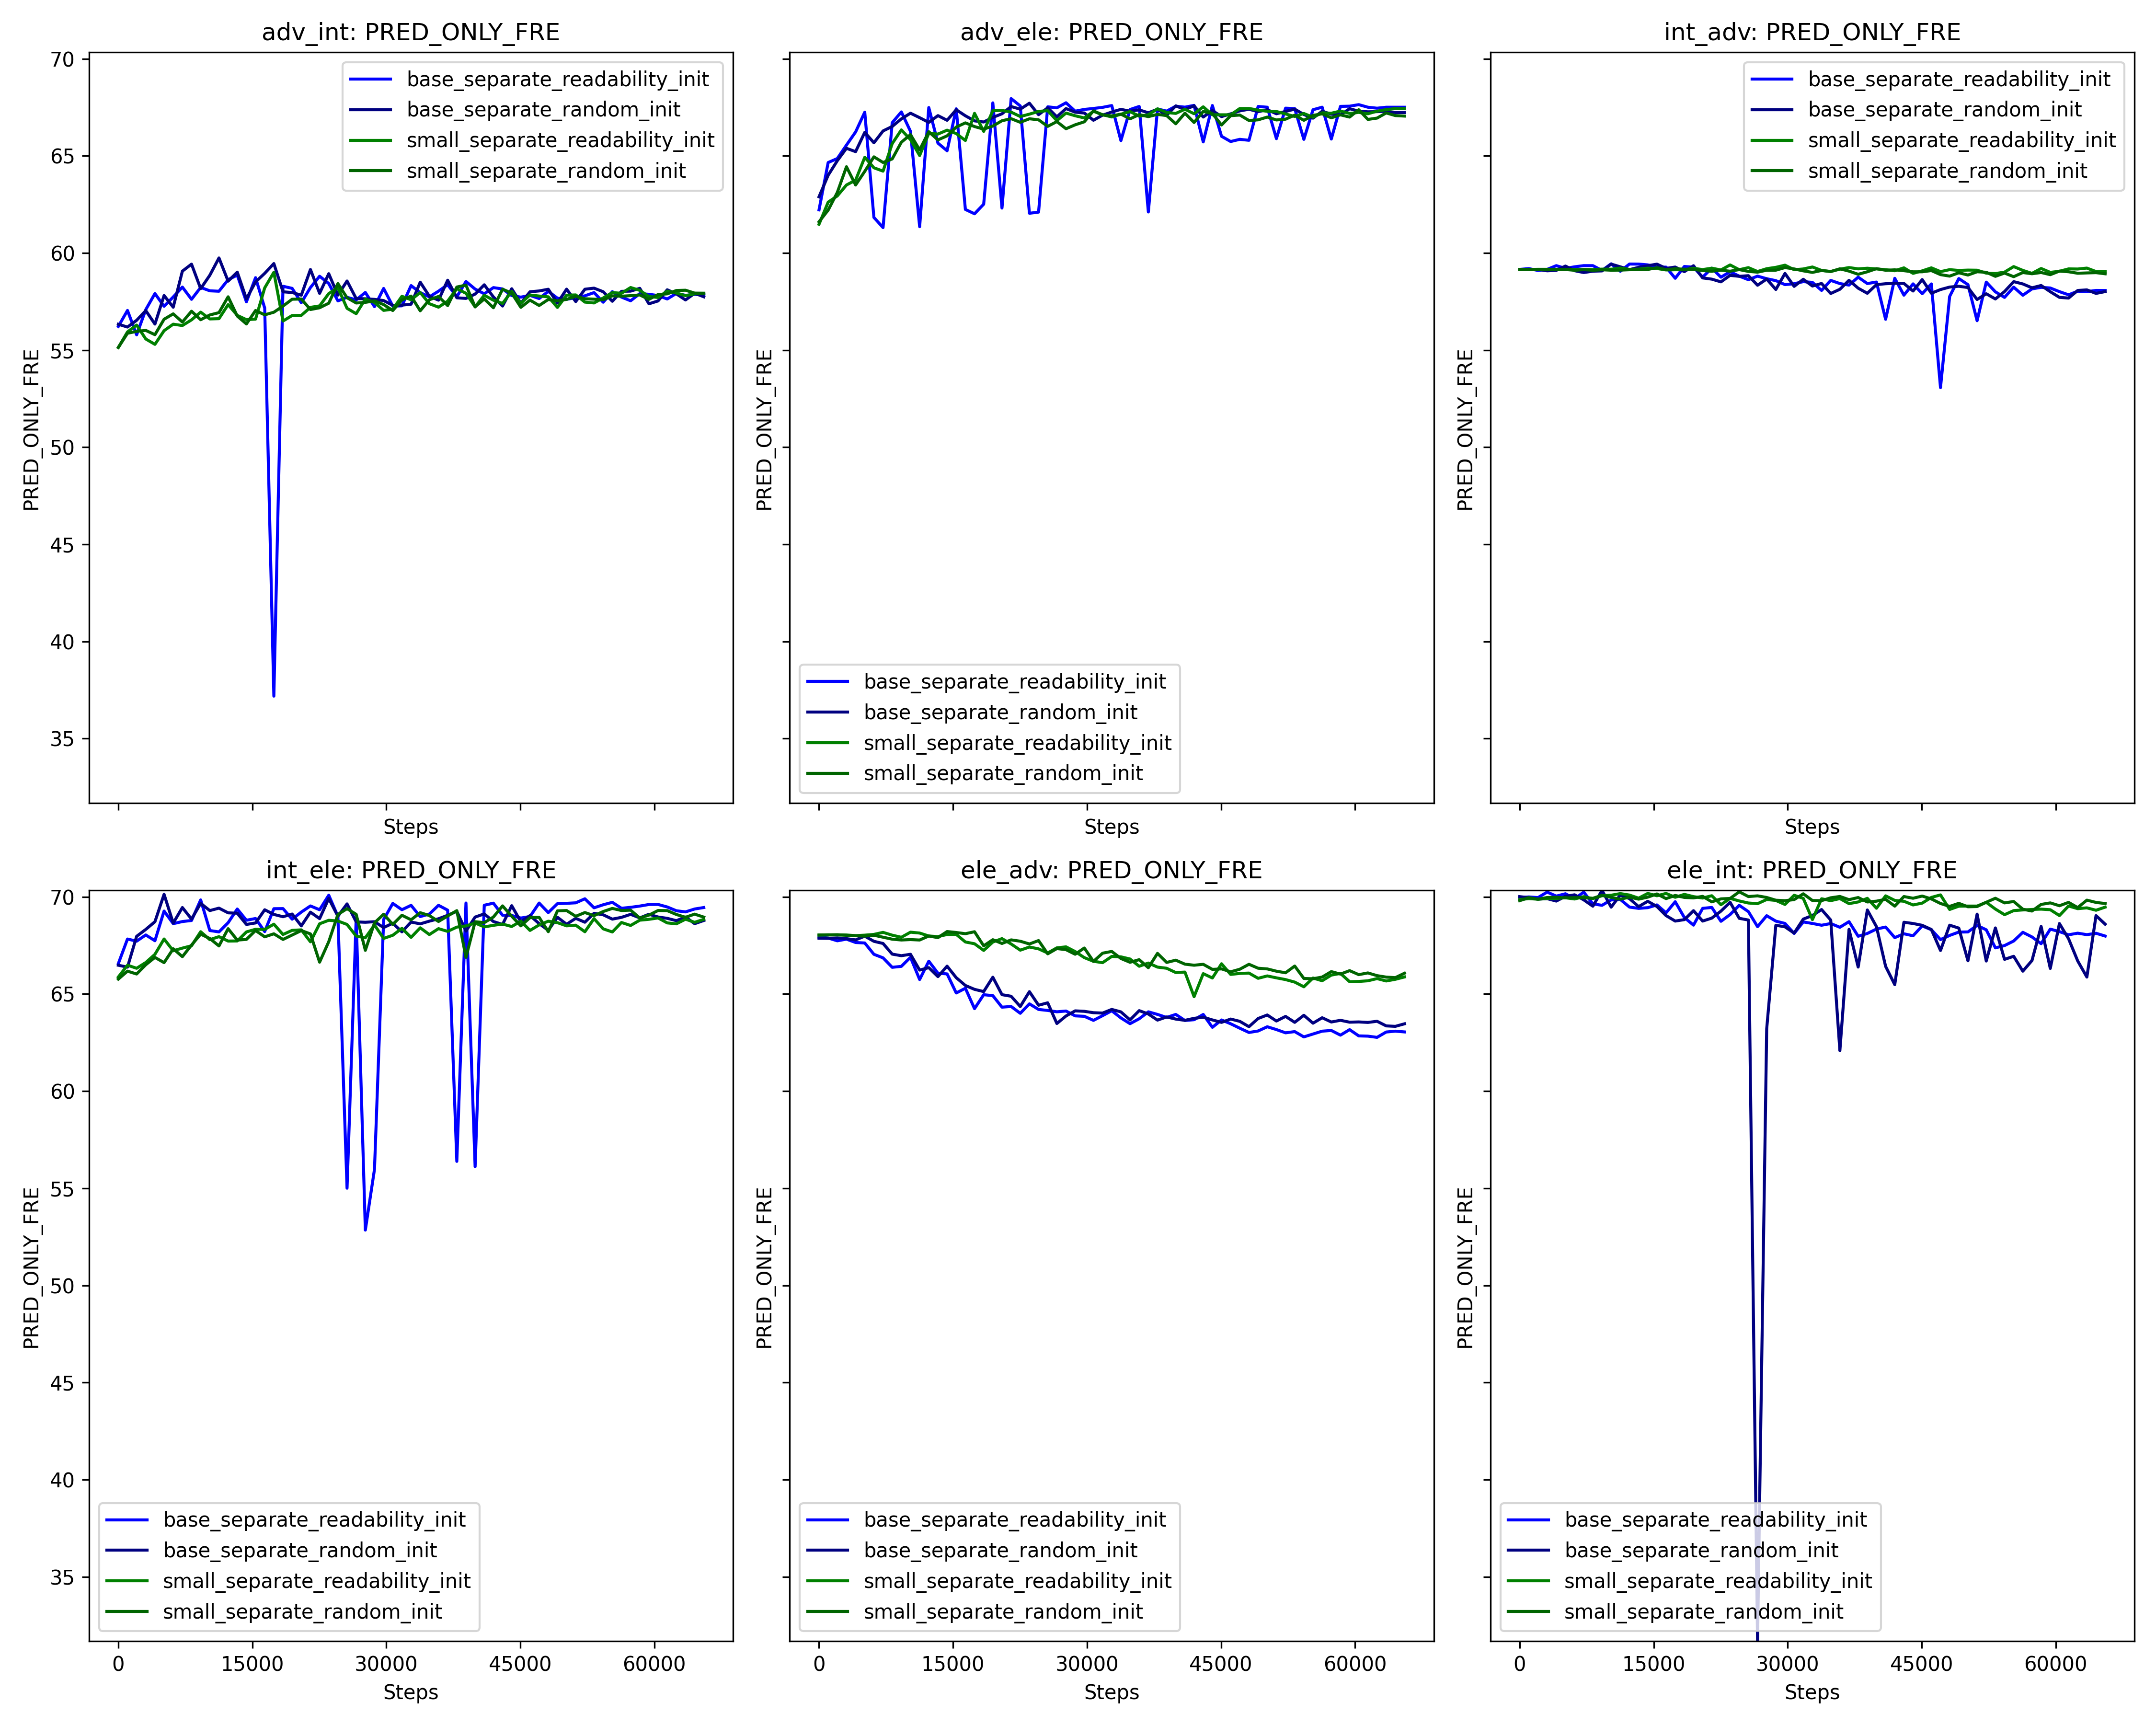 adv_int: PRED_ONLY_FRE
adv_ele: PRED_ONLY_FRE
int_adv: PRED_ONLY_FRE
70
65
60
55
50
45
40
35
PRED_ONLY_FRE
base_separate_readability_init
base_separate_random_init
small_separate_readability_init
small_separate_random_init
Steps
PRED_ONLY_FRE
base_separate_readability_init
base_separate_random_init
small_separate_readability_init
small_separate_random_init
Steps
PRED_ONLY_FRE
base_separate_readability_init
base_separate_random_init
small_separate_readability_init
small_separate_random_init
Steps
int_ele: PRED_ONLY_FRE
ele_adv: PRED_ONLY_FRE
ele_int: PRED_ONLY_FRE
70
65
60
55
50
45
40
35
PRED_ONLY_FRE
base_separate_readability_init
base_separate_random_init
small_separate_readability_init
small_separate_random_init
0 15000 30000 45000 60000
Steps
PRED_ONLY_FRE
base_separate_readability_init
base_separate_random_init
small_separate_readability_init
small_separate_random_init
0 15000 30000 45000 60000
Steps
PRED_ONLY_FRE
base_separate_readability_init
base_separate_random_init
small_separate_readability_init
small_separate_random_init
0 15000 30000 45000 60000
Steps